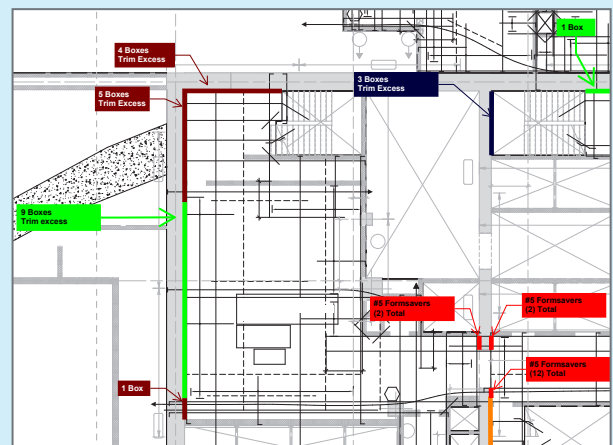 1 Box
4 Boxes
Trim Excess
3 Boxes
Trim Excess
5 Boxes
Trim Excess
9 Boxes
Trim excess
#5 Formsavers
(2) Total
#5 Formsavers
(2) Total
#5 Formsavers
(12) Total
1 Box